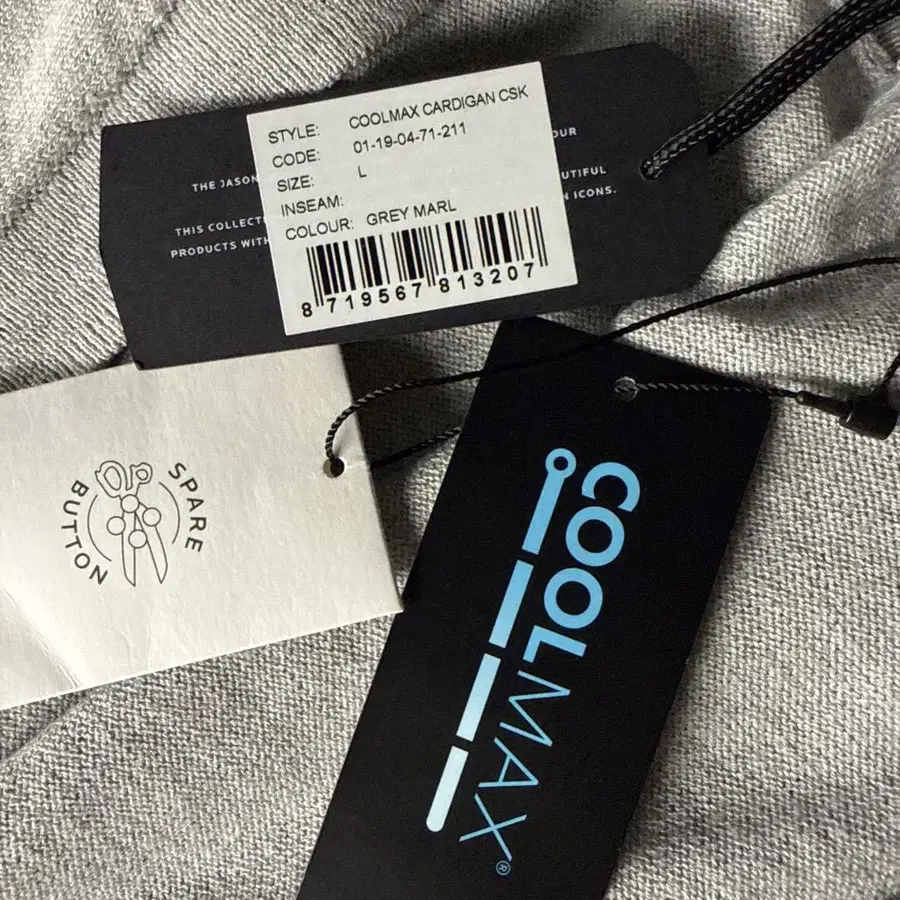 STYLE: COOLMAX CARDIGAN CSK
CODE: 01-19-04-71-211
SIZE: L
INSEAM:
COLOUR: GREY MARL
8 719567 813207
THE JASON
OUR
UTIFUL
THIS COLLECT
N ICONS.
PRODUCTS WITH
SPARE
BUTTON
COOLMAX®